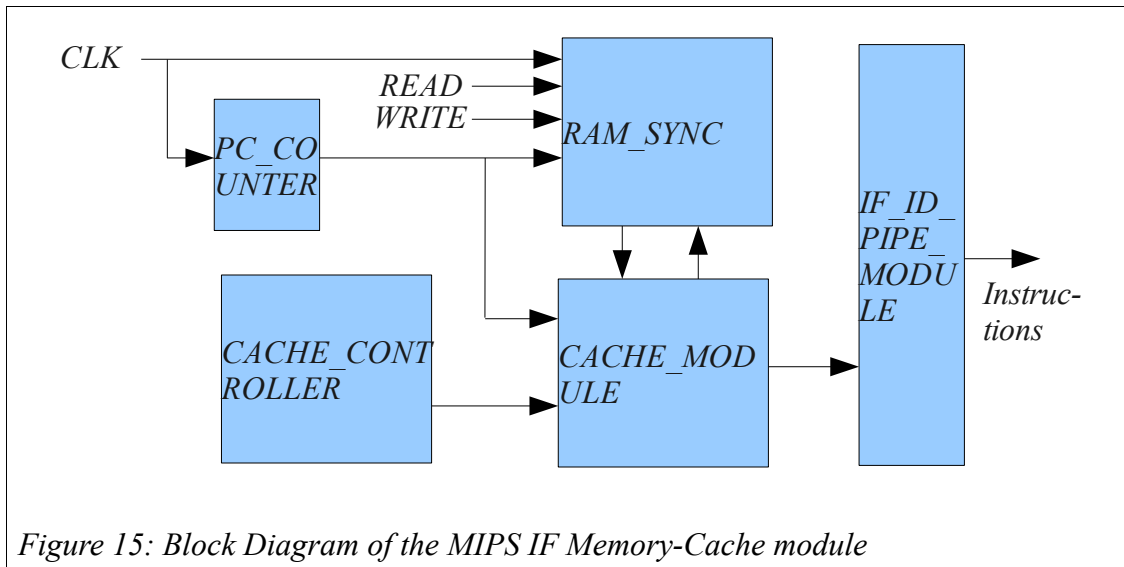 CLK
READ
WRITE
RAM_SYNC
PC_CO
UNTER
IF_ID_
PIPE_
MODU
LE
Instruc-
tions
CACHE_CONT
ROLLER
CACHE_MOD
ULE
Figure 15: Block Diagram of the MIPS IF Memory-Cache module